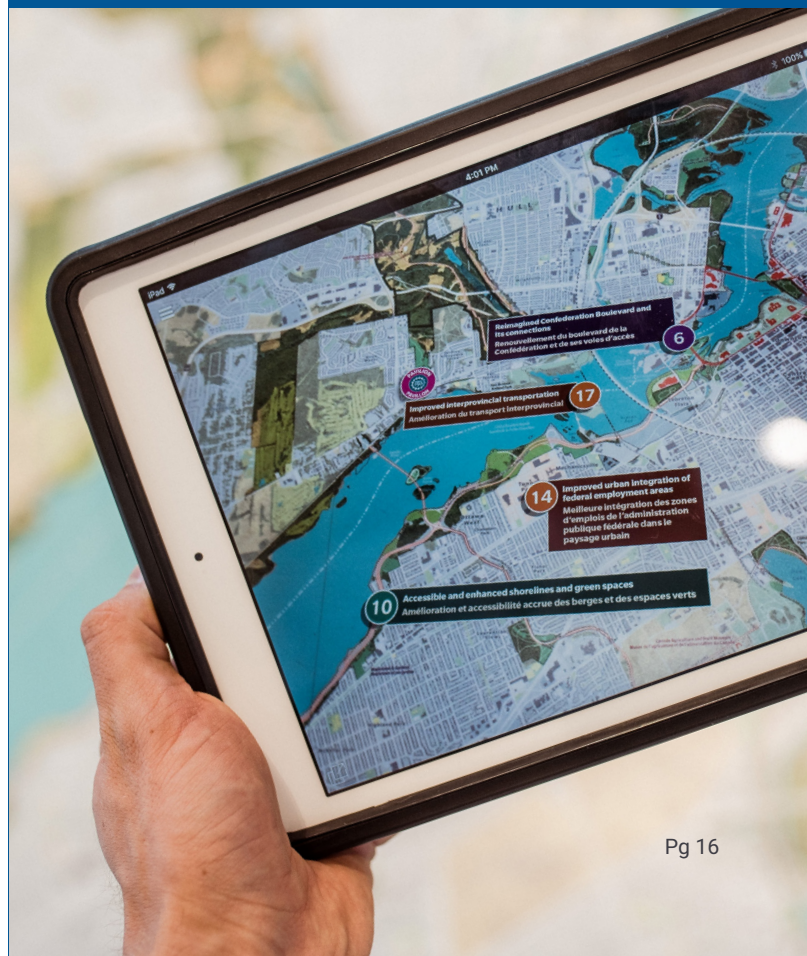 100%
4:01 PM
iPad
HULL
Reimagined Confederation Boulevard and
Its connections
Renouvellement du boulevard de la
Confédération et de ses voies d'accès
6
PAVILION
PAVILLON
Improved interprovincial transportation
Amélioration du transport interprovincial
17
14
Improved urban integration of
federal employment areas
Meilleure intégration des zones
d'emplois de l'administration
publique fédérale dans le
paysage urbain
10
Accessible and enhanced shorelines and green spaces
Amélioration et accessibilité accrue des berges et des espaces verts
Pg 16